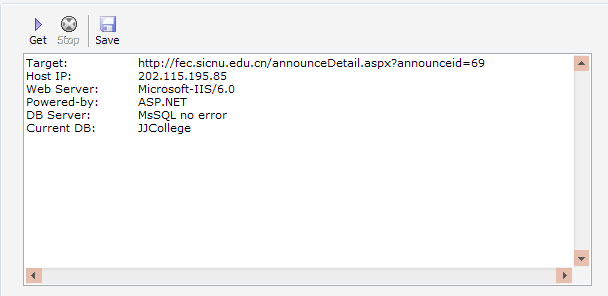 Get Stop Save
Target: http://fec.sicnu.edu.cn/announceDetail.aspx?announceid=69
Host IP: 202.115.195.85
Web Server: Microsoft-IIS/6.0
Powered-by: ASP.NET
DB Server: MsSQL no error
Current DB: JJCollege